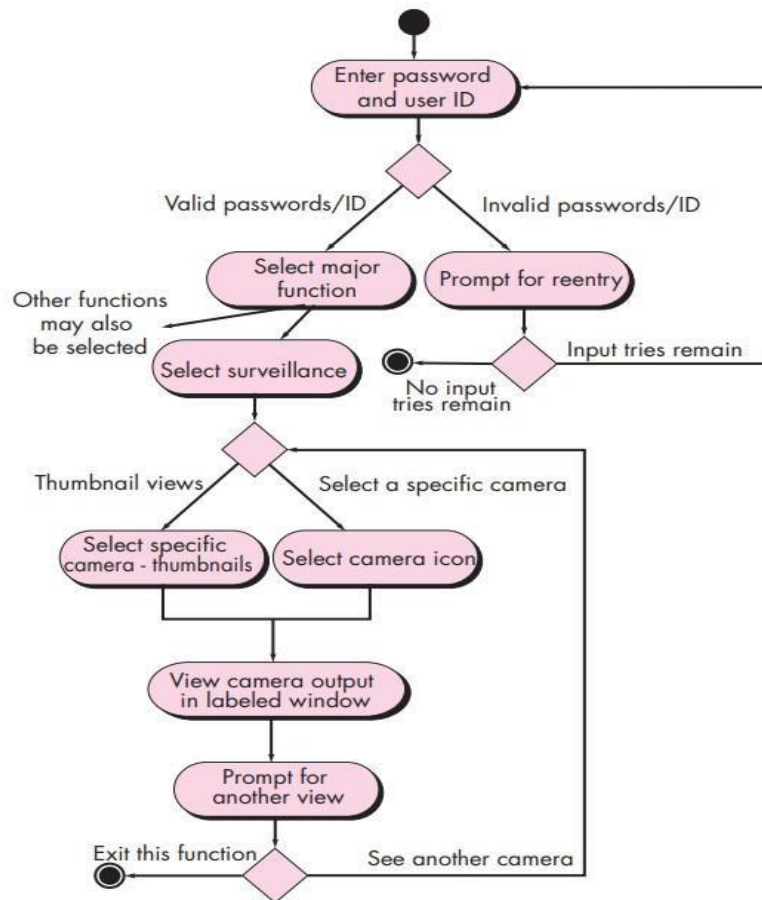 Enter password
and user ID
Valid passwords/ID
Invalid passwords/ID
Select major
function
Prompt for reentry
Other functions
may also
be selected
Input tries remain
Select surveillance
No input
tries remain
Thumbnail views
Select a specific camera
Select specific
camera - thumbnails
Select camera icon
View camera output
in labeled window
Prompt for
another view
Exit this function
See another camera